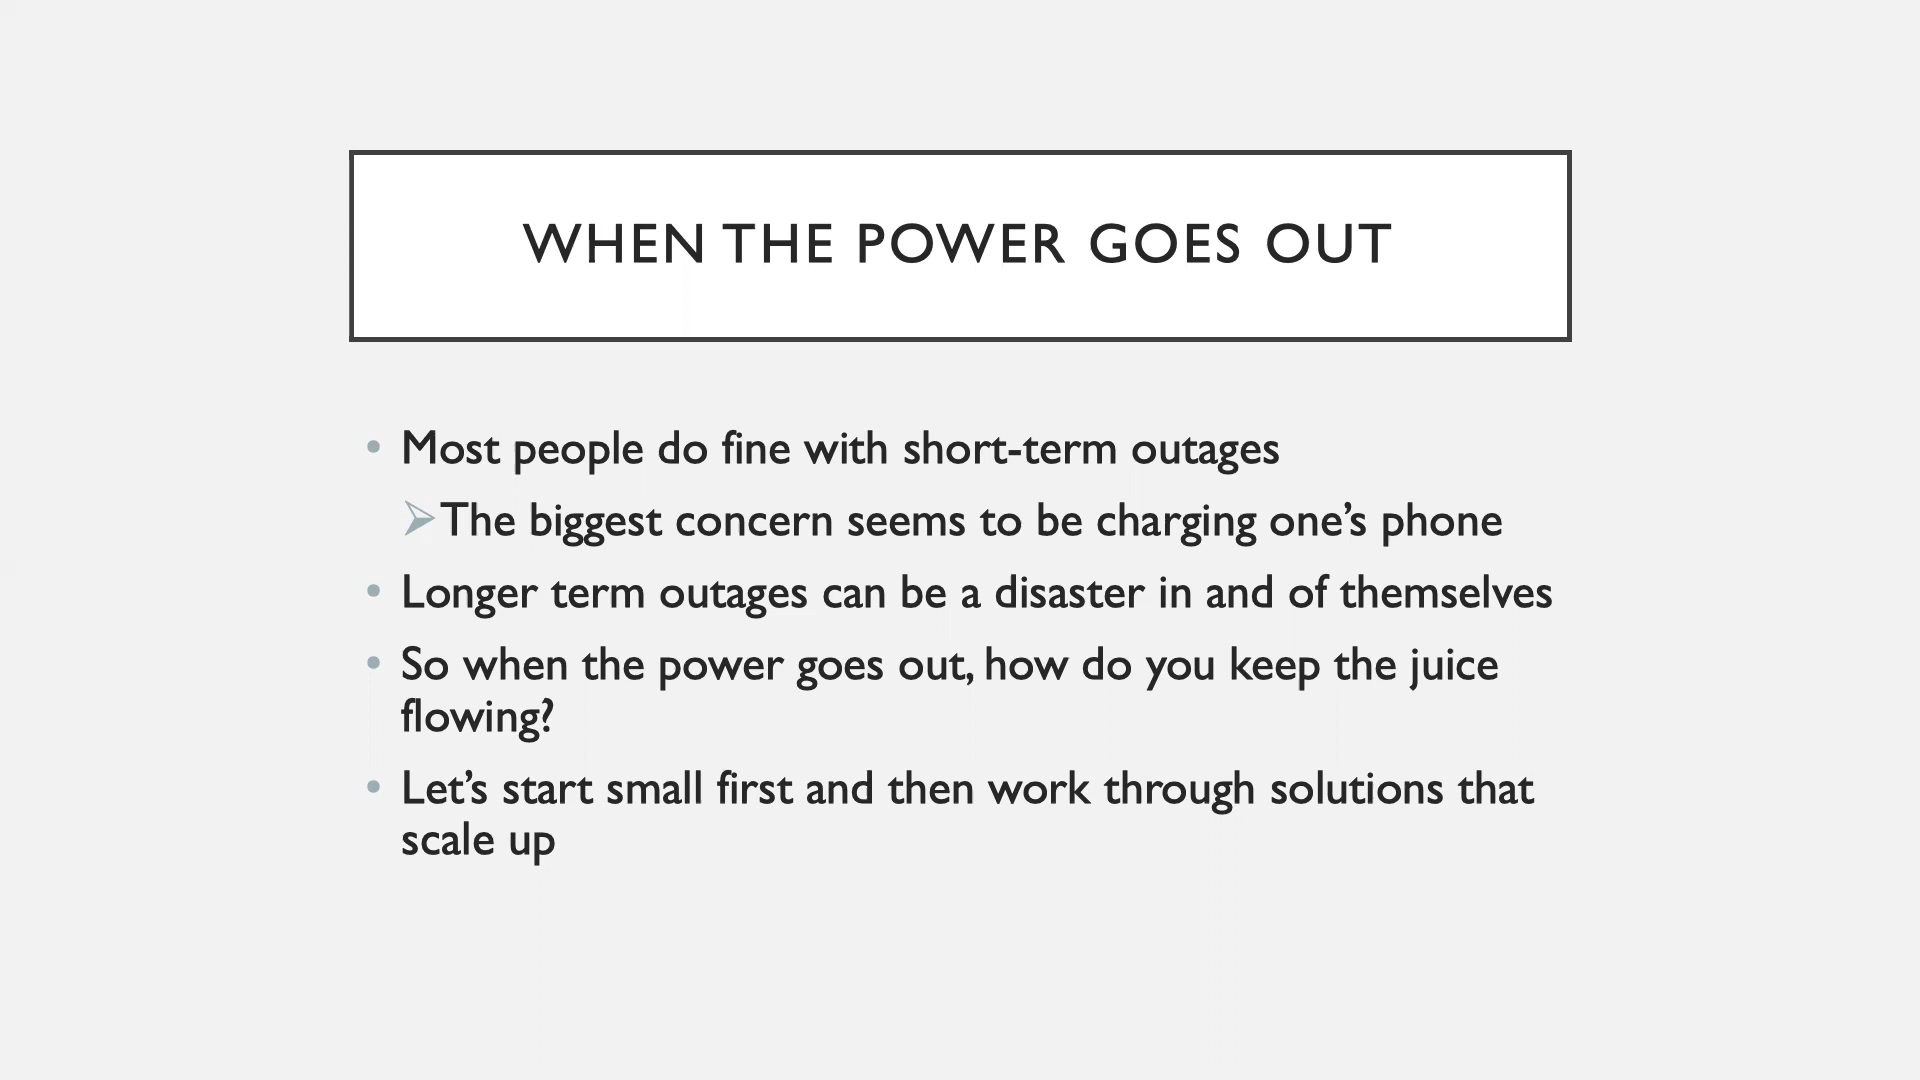 WHEN THE POWER GOES OUT
• Most people do fine with short-term outages
➢ The biggest concern seems to be charging one’s phone
• Longer term outages can be a disaster in and of themselves
• So when the power goes out, how do you keep the juice
flowing?
• Let’s start small first and then work through solutions that
scale up